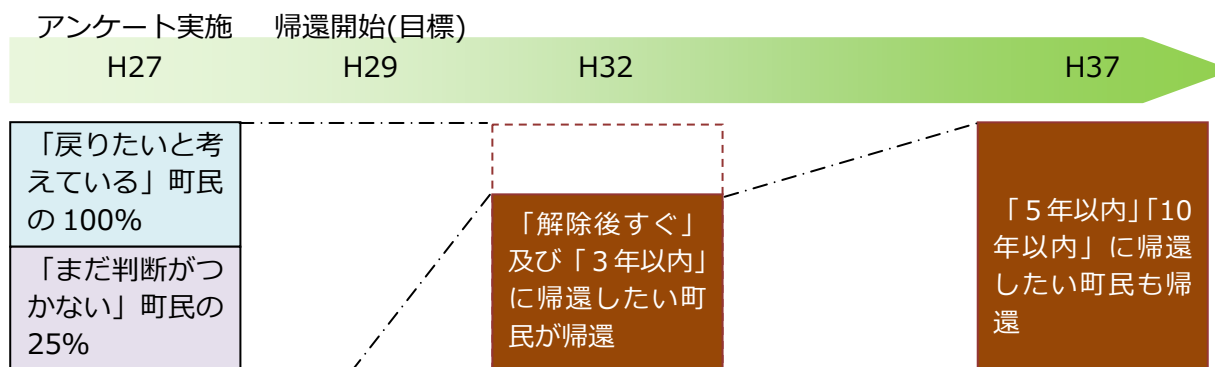 アンケート実施 帰還開始(目標)
H27 H29 H32 H37
「戻りたいと考
えている」町民
の 100%
「まだ判断がつ
かない」町民の
25%
「解除後すぐ」
及び「３年以内」
に帰還したい町
民が帰還
「５年以内」「10
年以内」に帰還
したい町民も帰
還